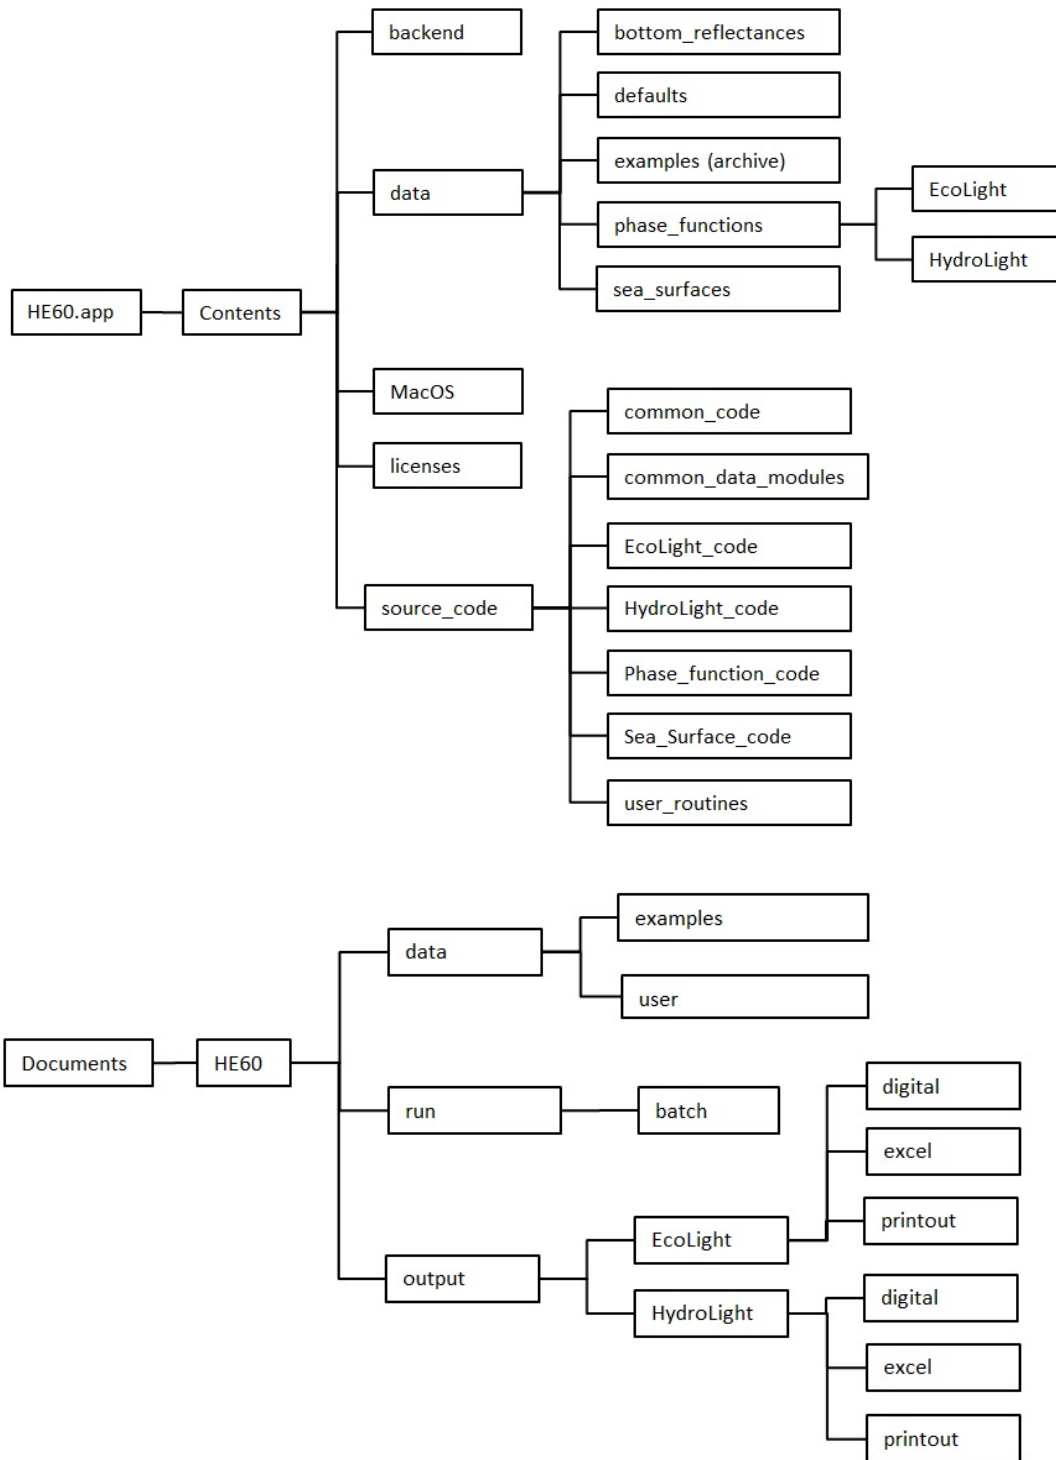 backend
bottom_reflectances
defaults
examples (archive)
data
EcoLight
phase_functions
HydroLight
sea_surfaces
HE60.app
Contents
MacOS
common_code
licenses
common_data_modules
EcoLight_code
source_code
HydroLight_code
Phase_function_code
Sea_Surface_code
user_routines
examples
data
user
Documents
HE60
digital
run
batch
excel
printout
EcoLight
output
digital
HydroLight
excel
printout